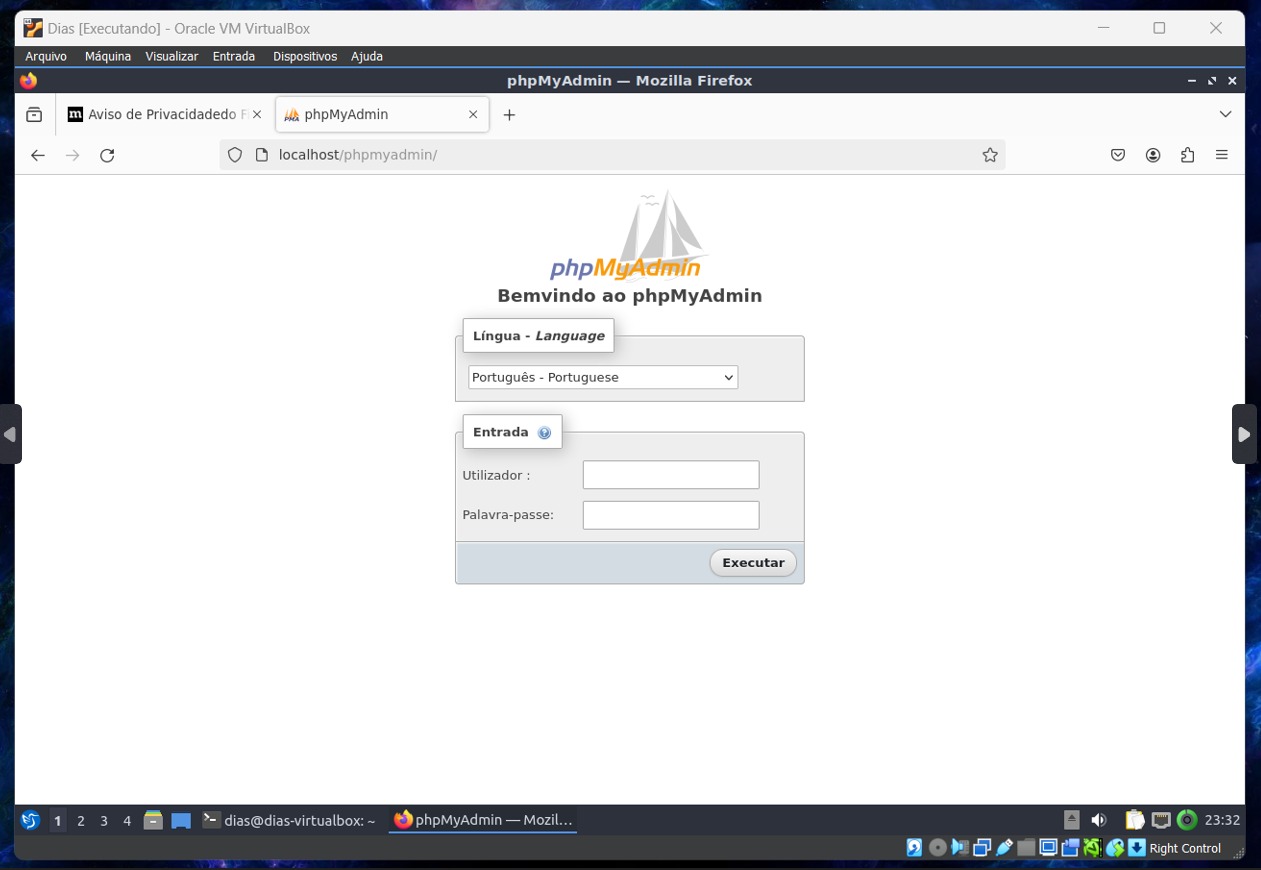 Dias [Executando] - Oracle VM VirtualBox
Arquivo Máquina Visualizar Entrada Dispositivos Ajuda
phpMyAdmin — Mozilla Firefox
m Aviso de Privacidadedo F
PMA phpMyAdmin
localhost/phpmyadmin/
phpMyAdmin
Bemvindo ao phpMyAdmin
Língua - Language
Português - Portuguese
Entrada
Utilizador :
Palavra-passe:
Executar
1 2 3 4 dias@dias-virtualbox: ~ phpMyAdmin — Mozil... 23:32
Right Control